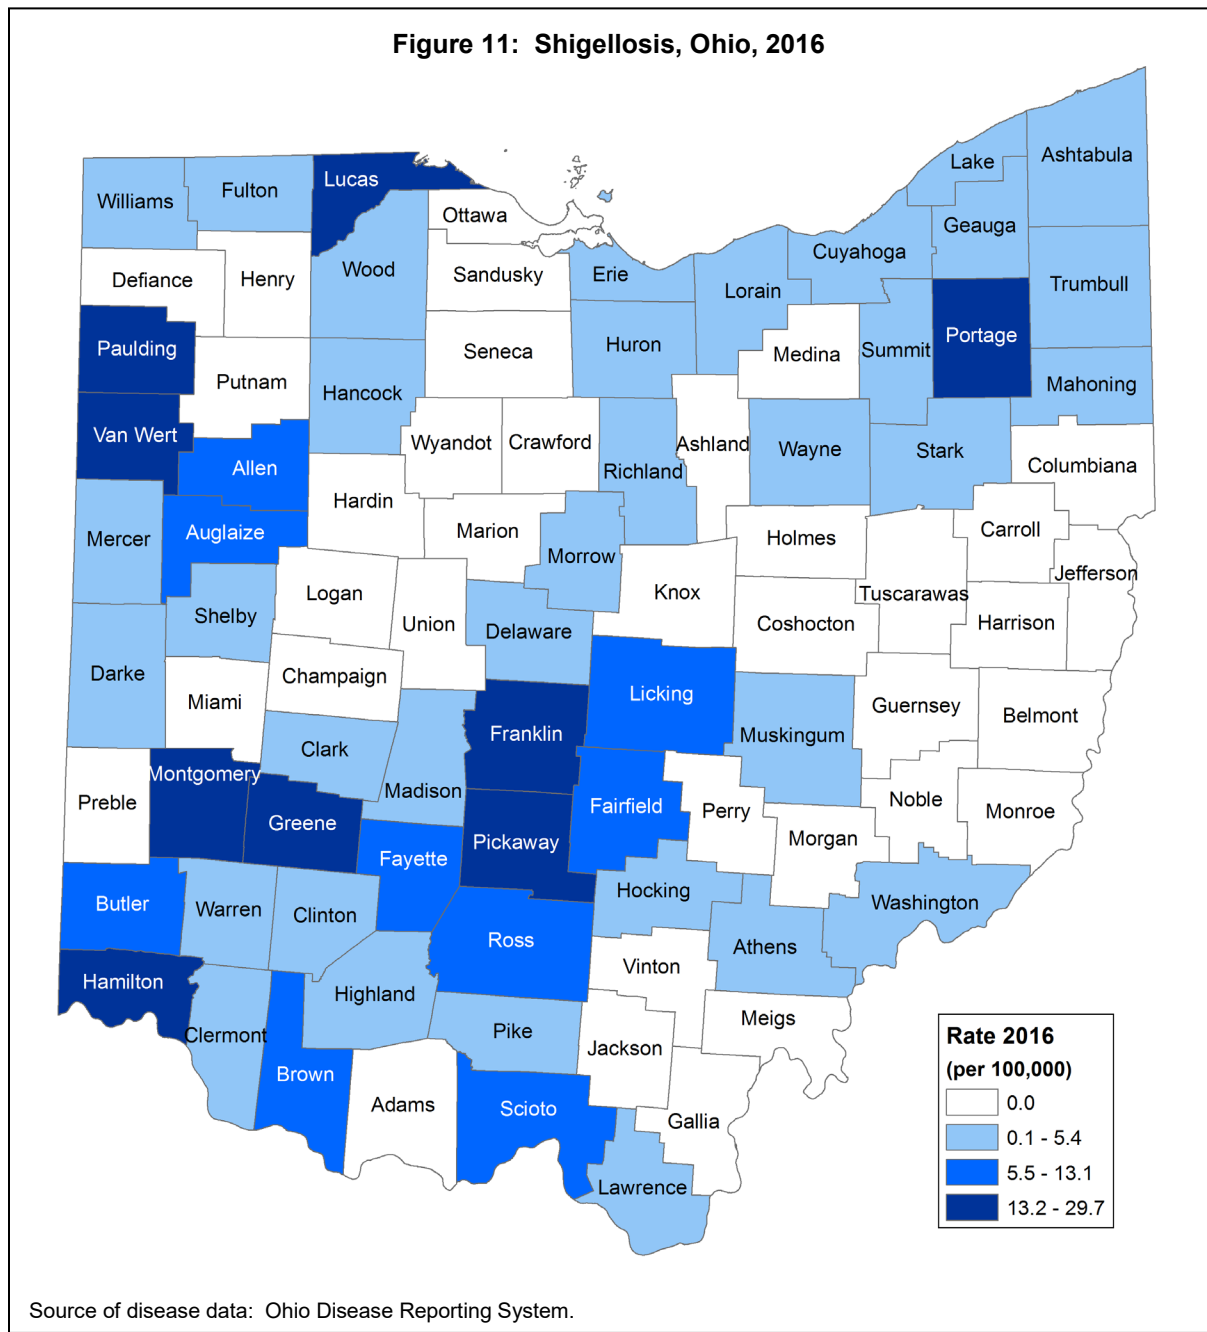 Figure 11:  Shigellosis, Ohio, 2016
Lake
Ashtabula
Williams
Fulton
Lucas
Ottawa
Geauga
Cuyahoga
Defiance
Henry
Wood
Sandusky
Erie
Lorain
Trumbull
Paulding
Putnam
Seneca
Huron
Medina
Summit
Portage
Mahoning
Hancock
Van Wert
Allen
Wyandot
Crawford
Richland
Ashland
Wayne
Stark
Columbiana
Hardin
Mercer
Auglaize
Marion
Morrow
Holmes
Carroll
Jefferson
Logan
Shelby
Union
Delaware
Knox
Coshocton
Tuscarawas
Harrison
Darke
Miami
Champaign
Licking
Guernsey
Belmont
Clark
Franklin
Muskingum
Preble
Montgomery
Madison
Fairfield
Perry
Noble
Monroe
Greene
Pickaway
Morgan
Fayette
Butler
Warren
Clinton
Hocking
Washington
Ross
Athens
Hamilton
Highland
Vinton
Clermont
Pike
Jackson
Meigs
Brown
Adams
Scioto
Gallia
Lawrence
Rate 2016
(per 100,000)
0.0
0.1 - 5.4
5.5 - 13.1
13.2 - 29.7
Source of disease data:  Ohio Disease Reporting System.